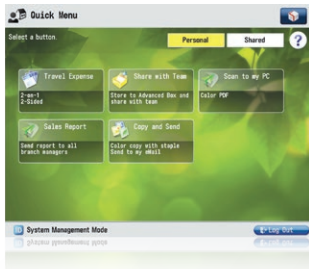 Quick Menu
Select a button.
Personal
Shared
?
Travel Expense
2-on-1
2-Sided
Share with Team
Store to Advanced Box and
share with team
Scan to my PC
Color PDF
Sales Report
Send report to all
branch managers
Copy and Send
Color copy with staple
Send to my eMail
ID System Management Mode
Log Out